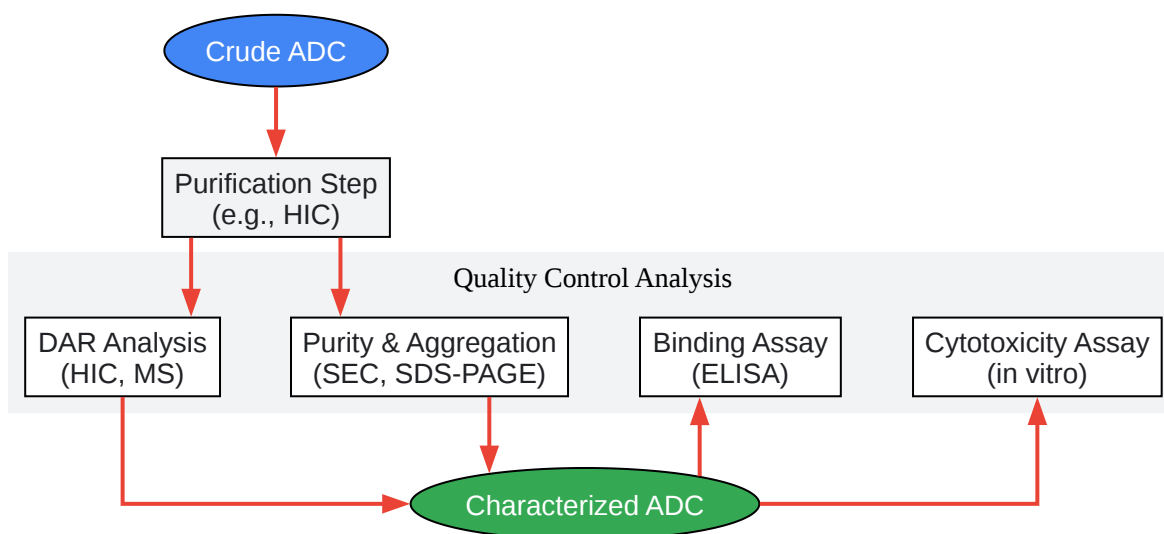 Crude ADC
Purification Step
(e.g., HIC)
Quality Control Analysis
DAR Analysis
(HIC, MS)
Purity & Aggregation
(SEC, SDS-PAGE)
Binding Assay
(ELISA)
Cytotoxicity Assay
(in vitro)
Characterized ADC